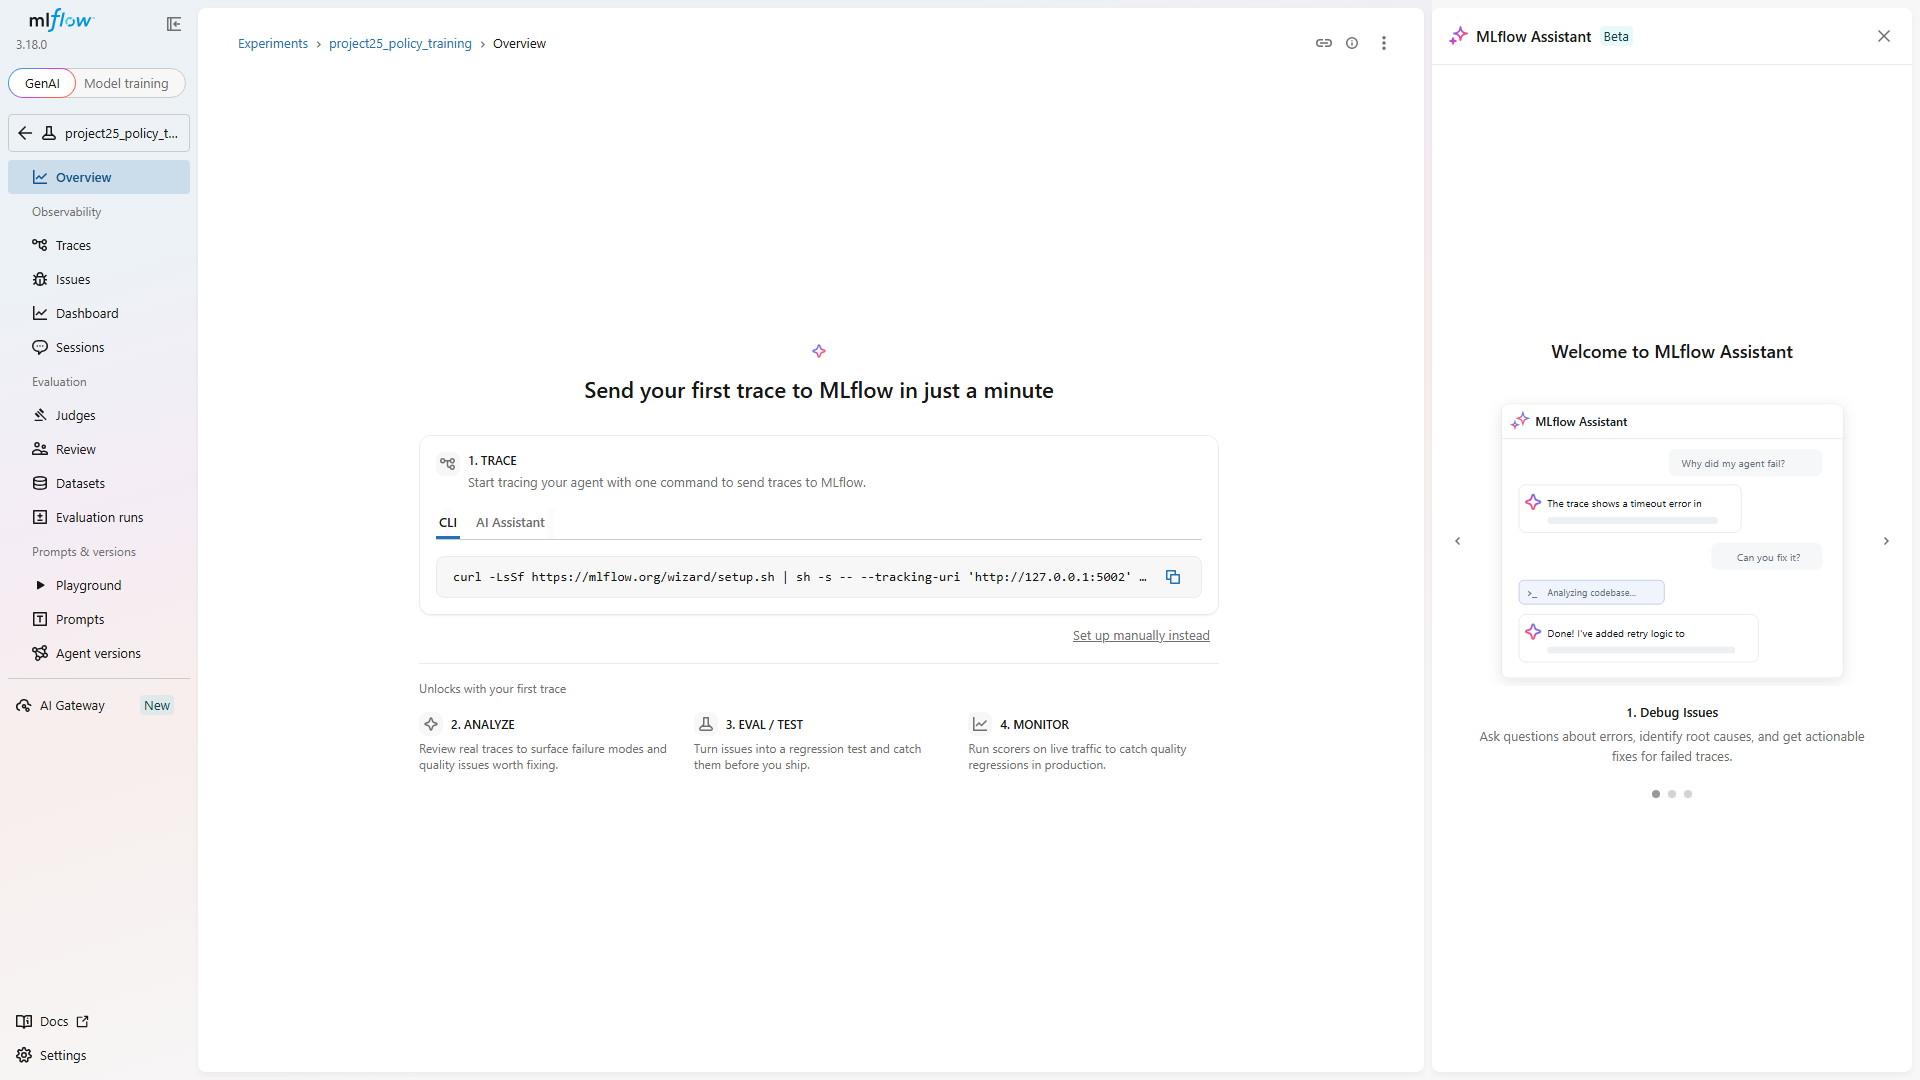 mlflow
3.18.0
GenAI
Model training
project25_policy_t...
Overview
Observability
Traces
Issues
Dashboard
Sessions
Evaluation
Judges
Review
Datasets
Evaluation runs
Prompts & versions
Playground
Prompts
Agent versions
AI Gateway New
Docs
Settings
Experiments › project25_policy_training › Overview
Send your first trace to MLflow in just a minute
1. TRACE
Start tracing your agent with one command to send traces to MLflow.
CLI AI Assistant
curl -LsSf https://mlflow.org/wizard/setup.sh | sh -s -- --tracking-uri 'http://127.0.0.1:5002' …
Set up manually instead
Unlocks with your first trace
2. ANALYZE
Review real traces to surface failure modes and
quality issues worth fixing.
3. EVAL / TEST
Turn issues into a regression test and catch
them before you ship.
4. MONITOR
Run scorers on live traffic to catch quality
regressions in production.
MLflow Assistant Beta
Welcome to MLflow Assistant
MLflow Assistant
Why did my agent fail?
The trace shows a timeout error in
Can you fix it?
>_ Analyzing codebase...
Done! I've added retry logic to
1. Debug Issues
Ask questions about errors, identify root causes, and get actionable
fixes for failed traces.